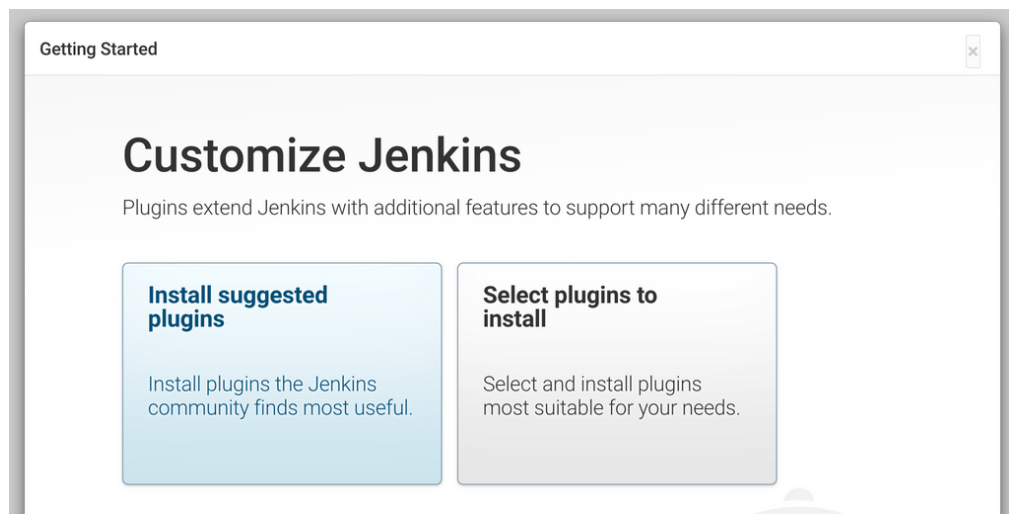 Getting Started
×
Customize Jenkins
Plugins extend Jenkins with additional features to support many different needs.
Install suggested
plugins
Install plugins the Jenkins
community finds most useful.
Select plugins to
install
Select and install plugins
most suitable for your needs.